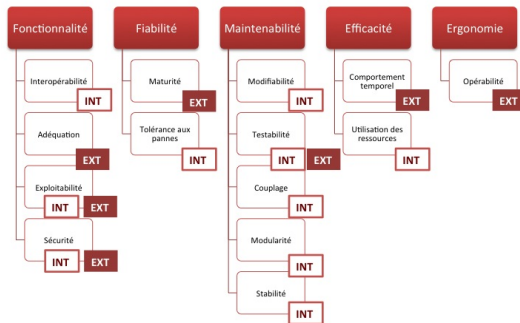 Fonctionnalité
Interopérabilité
INT
Adéquation
EXT
Exploitabilité
INT EXT
Sécurité
INT EXT
Fiabilité
Maturité
EXT
Tolérance aux
pannes
INT
Maintenabilité
Modifiabilité
INT
Testabilité
INT EXT
Couplage
INT
Modularité
INT
Stabilité
INT
Efficacité
Comportement
temporel
EXT
Utilisation des
ressources
INT
Ergonomie
Opérabilité
EXT